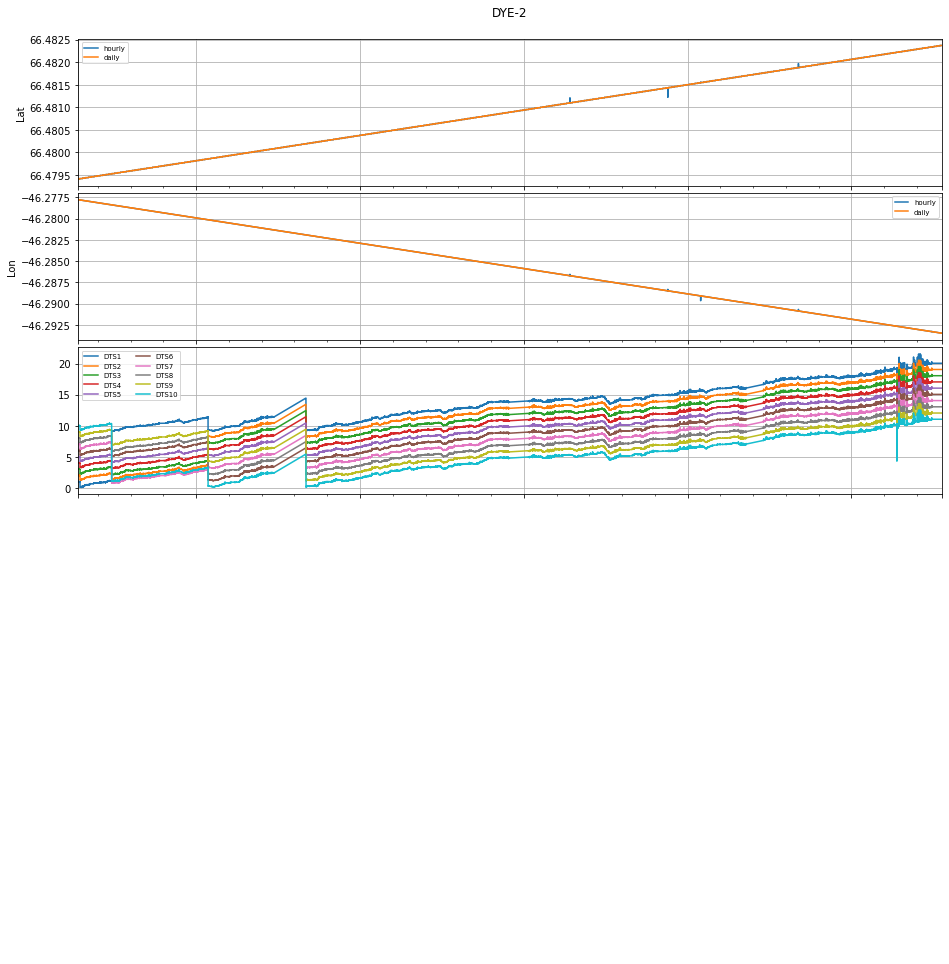 DYE-2
66.4825
66.4820
66.4815
66.4810
66.4805
66.4800
66.4795
Lat
hourly
daily
−46.2775
−46.2800
−46.2825
−46.2850
−46.2875
−46.2900
−46.2925
Lon
hourly
daily
20
15
10
5
0
DTS1 DTS6
DTS2 DTS7
DTS3 DTS8
DTS4 DTS9
DTS5 DTS10